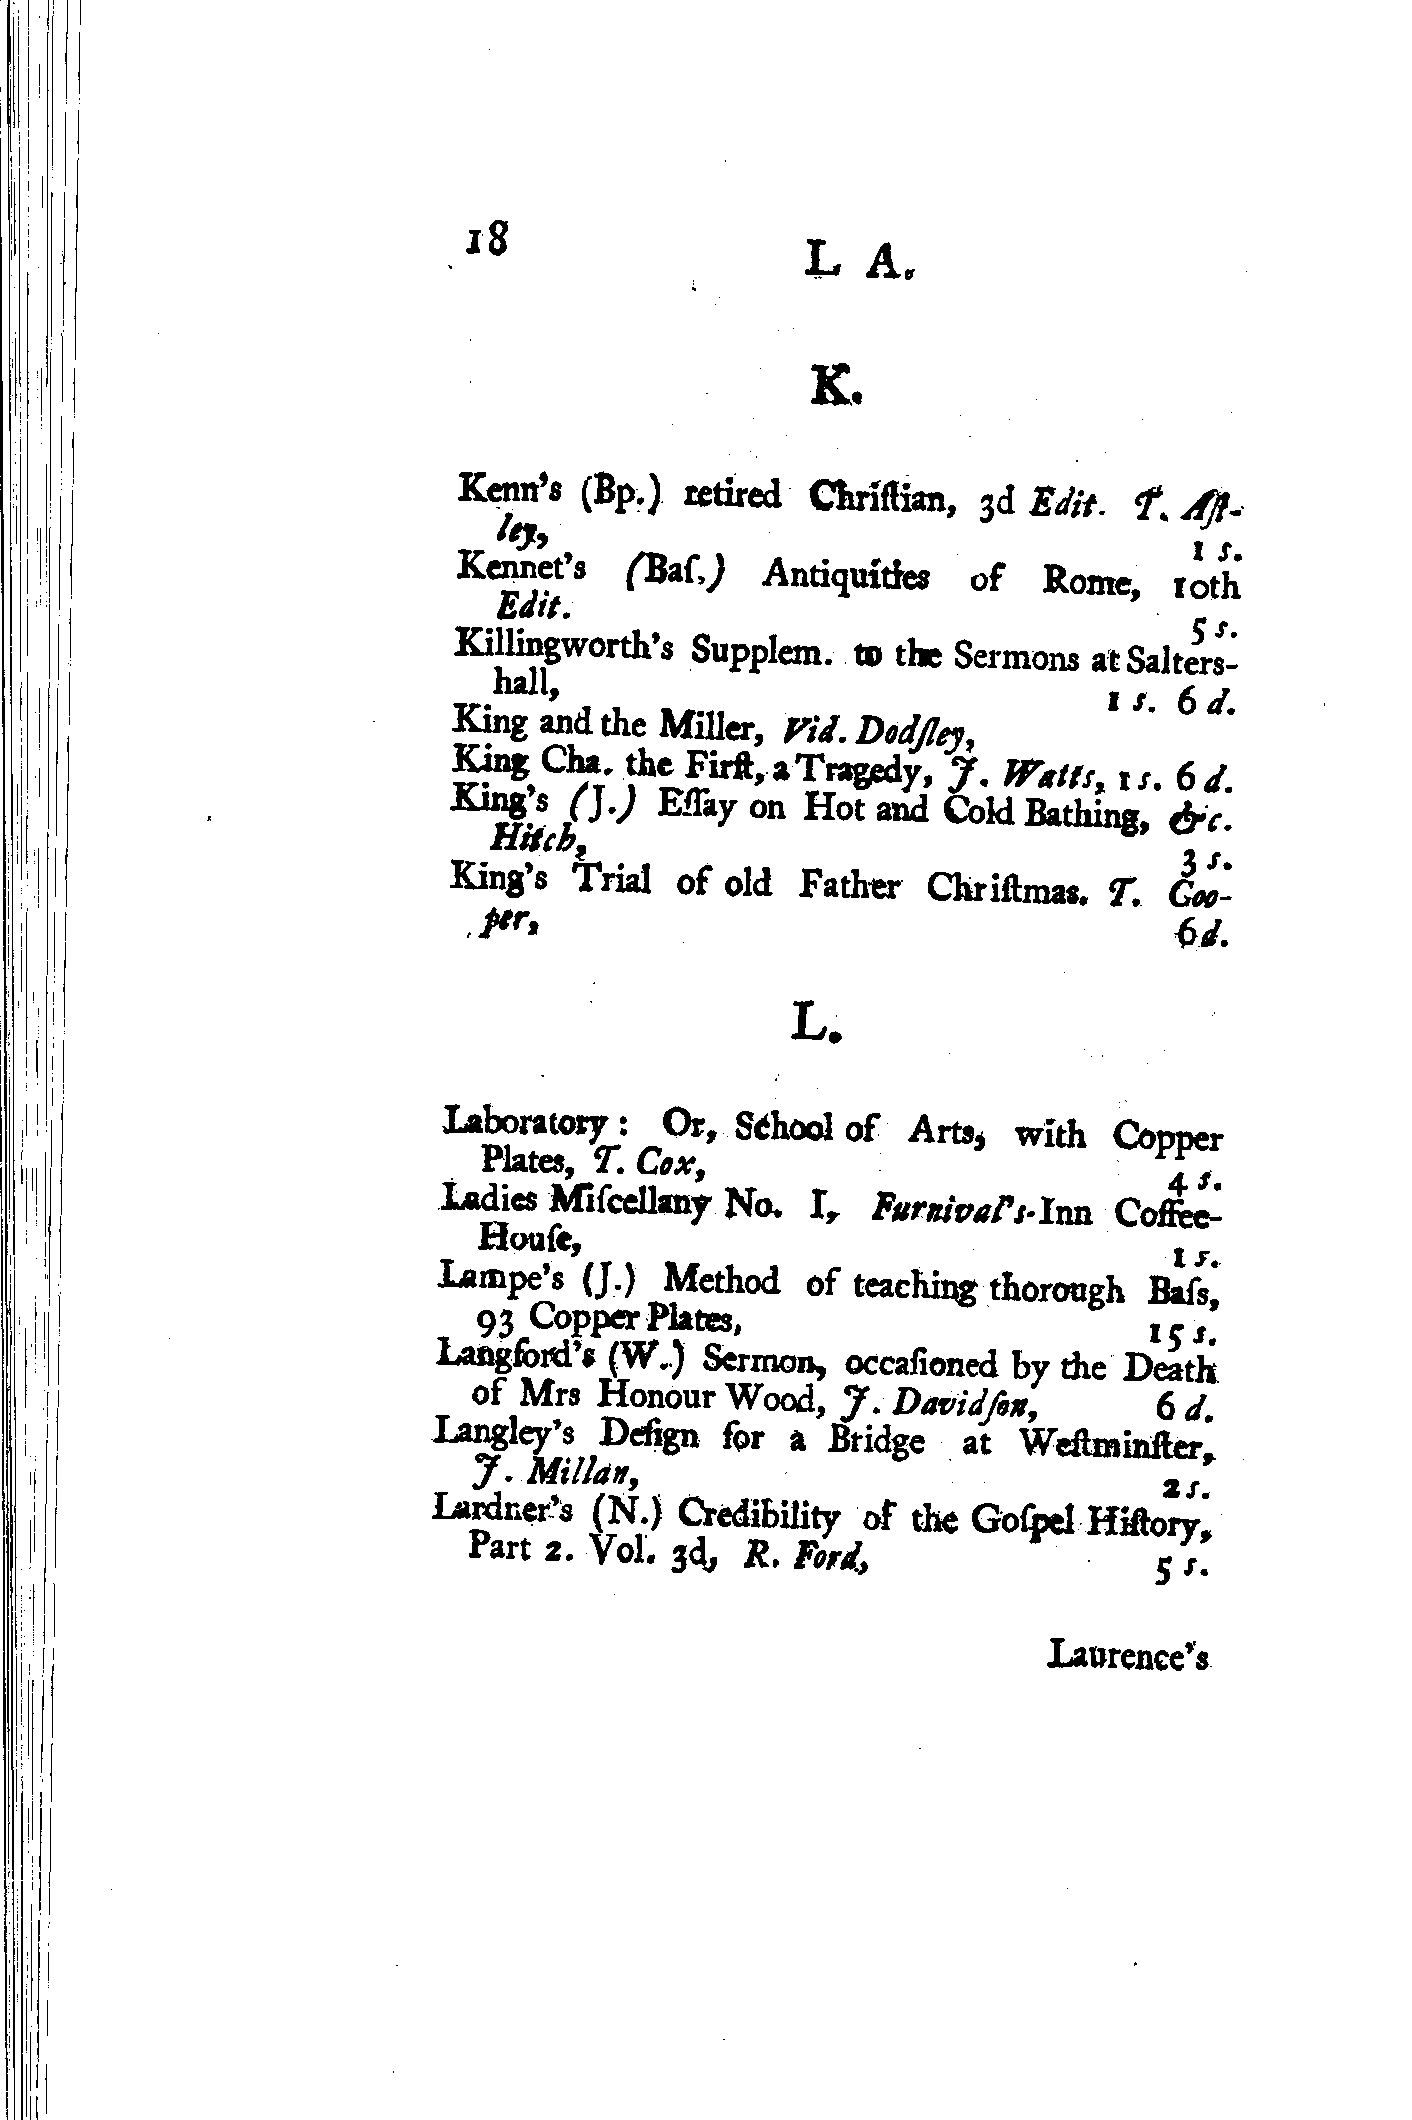 18
L A.
K.
Kenn's (Bp.) retired Chriſtian, 3d Edit. T. Aſt-
ley, 1 s.
Kennet's (Baſ.) Antiquities of Rome, 10th
Edit. 5 s.
Killingworth's Supplem. to the Sermons at Salters-
hall, 1 s. 6 d.
King and the Miller, Vid. Dodſley,
King Cha. the Firſt, a Tragedy, J. Watts, 1 s. 6 d.
King's (J.) Eſſay on Hot and Cold Bathing, &c.
Hitch, 3 s.
King's Trial of old Father Chriſtmas. T. Coo-
per, 6 d.
L.
Laboratory: Or, School of Arts, with Copper
Plates, T. Cox, 4 s.
Ladies Miſcellany No. I, Furnival's-Inn Coffee-
Houſe, 1 s.
Lampe's (J.) Method of teaching thorough Baſs,
93 Copper Plates, 15 s.
Langford's (W.) Sermon, occaſioned by the Death
of Mrs Honour Wood, J. Davidſon, 6 d.
Langley's Deſign for a Bridge at Weſtminſter,
J. Millan, 2 s.
Lardner's (N.) Credibility of the Goſpel Hiſtory,
Part 2. Vol. 3d, R. Ford, 5 s.
Laurence's